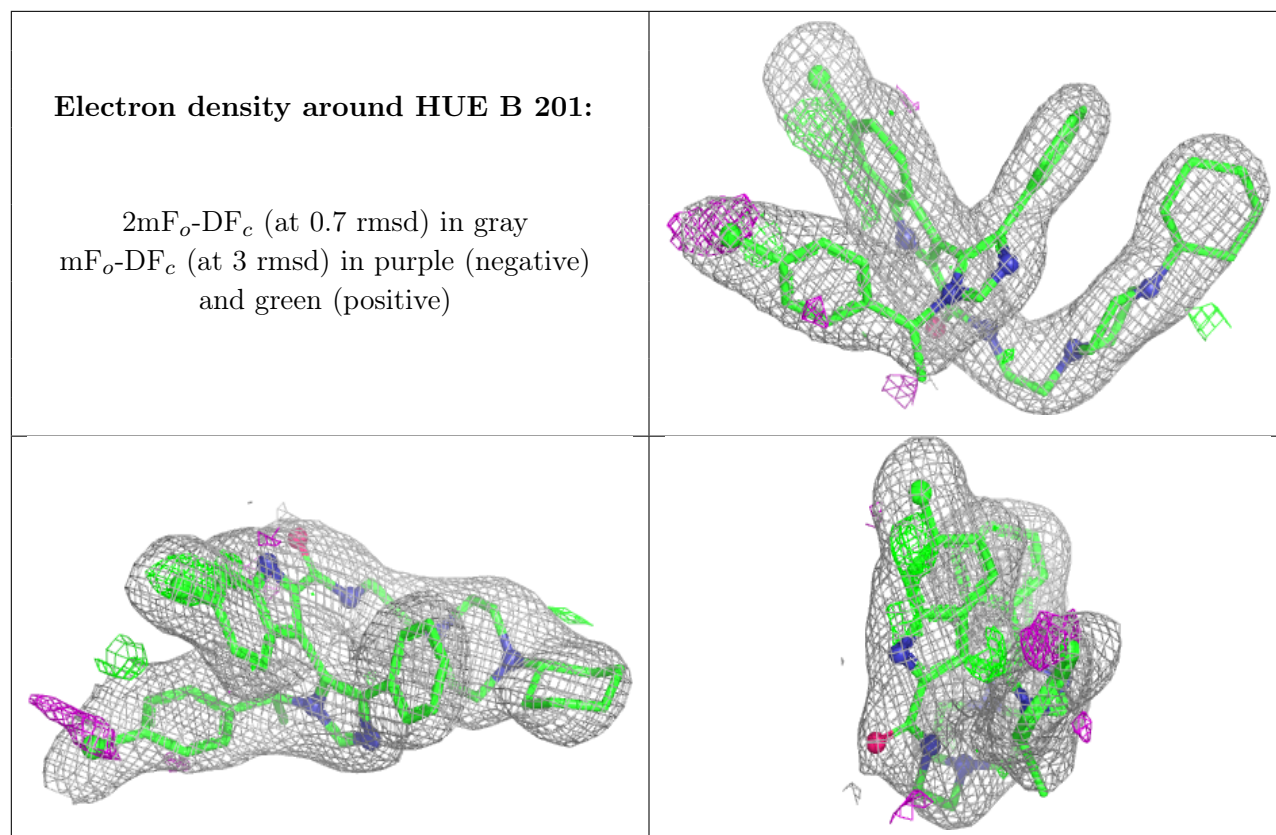 Electron density around HUE B 201:
2mFo-DFc (at 0.7 rmsd) in gray
mFo-DFc (at 3 rmsd) in purple (negative)
and green (positive)